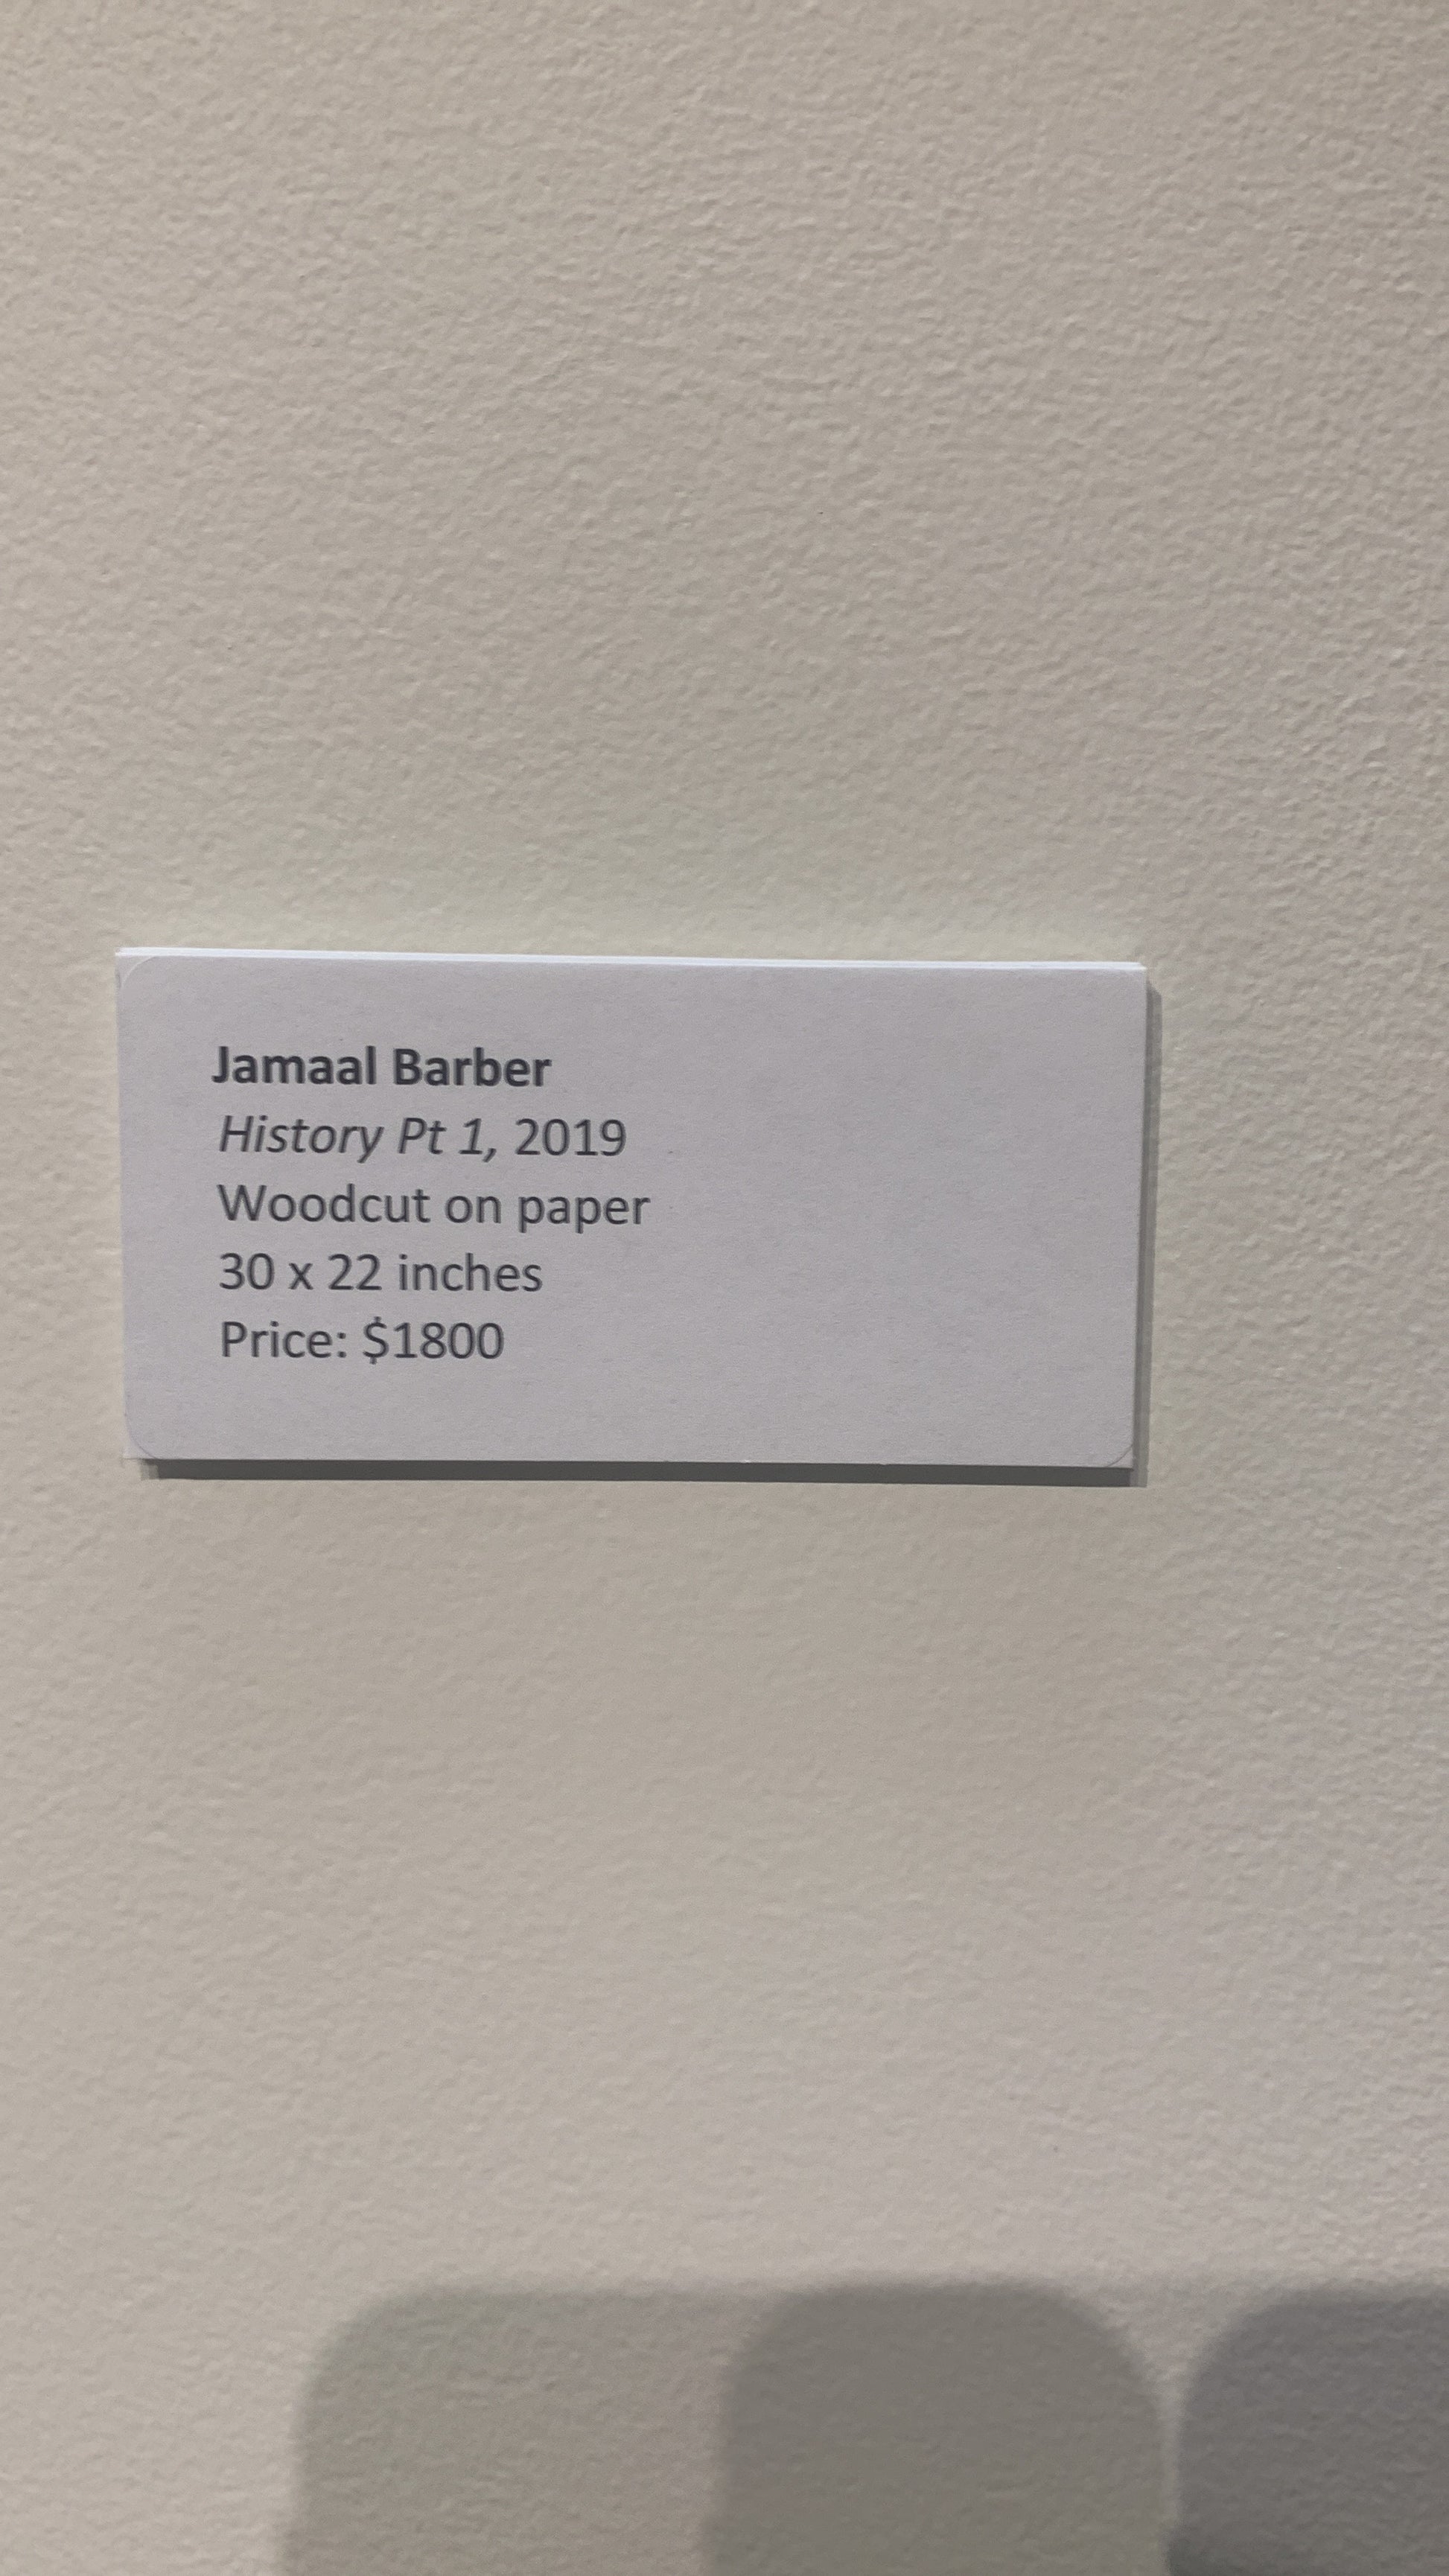 Jamaal Barber
History Pt 1, 2019
Woodcut on paper
30 x 22 inches
Price: $1800